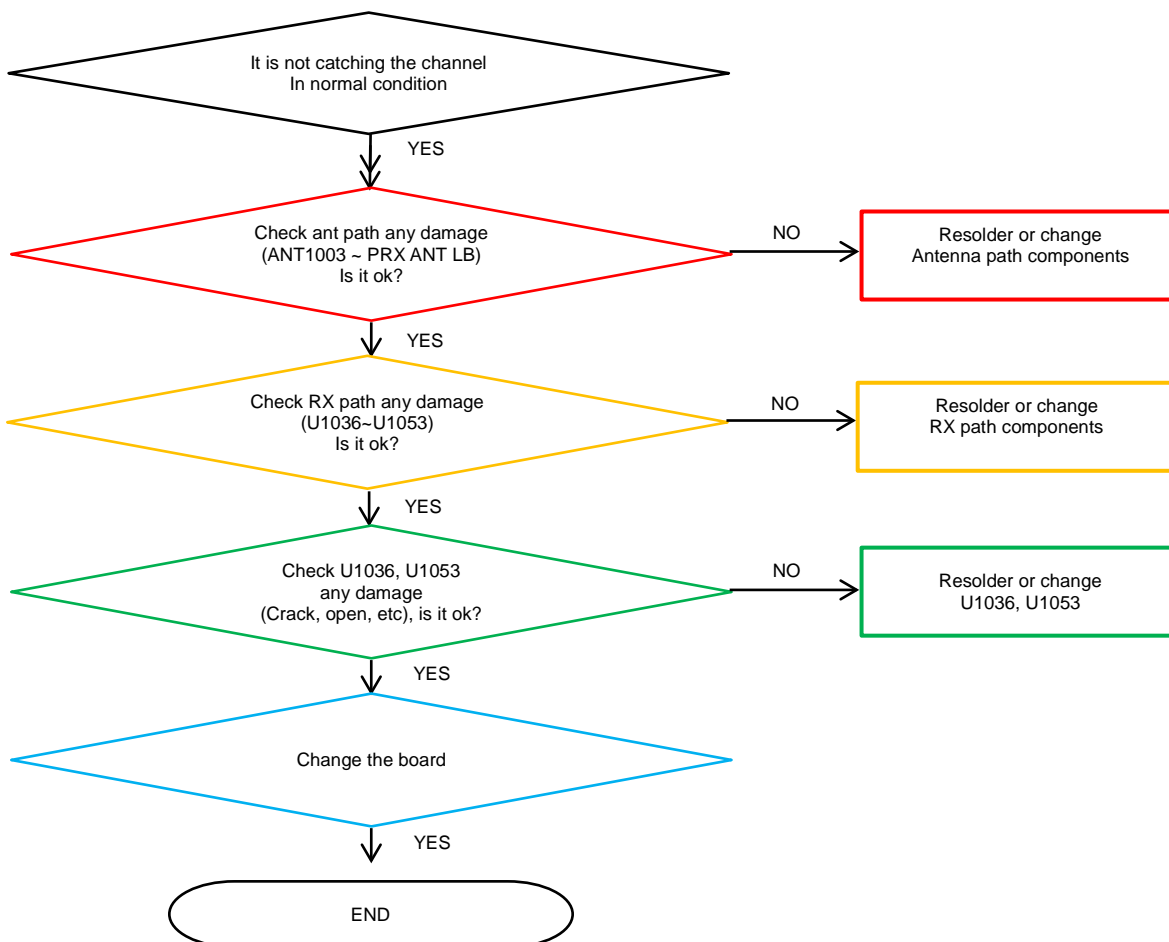 It is not catching the channel
In normal condition
YES
Check ant path any damage
(ANT1003 ~ PRX ANT LB)
Is it ok?
NO
Resolder or change
Antenna path components
YES
Check RX path any damage
(U1036~U1053)
Is it ok?
NO
Resolder or change
RX path components
YES
Check U1036, U1053
any damage
(Crack, open, etc), is it ok?
NO
Resolder or change
U1036, U1053
YES
Change the board
YES
END